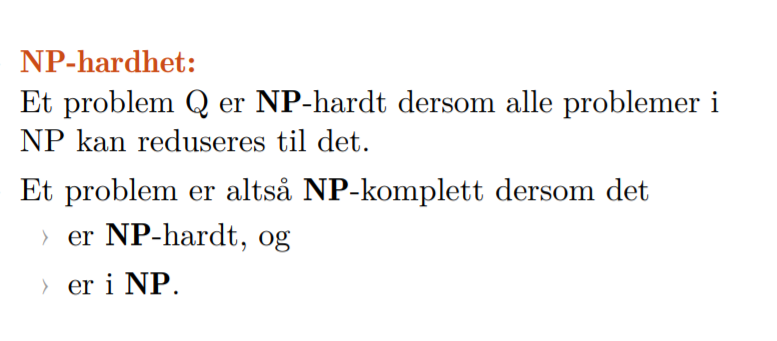 NP-hardhet:
Et problem Q er NP-hardt dersom alle problemer i
NP kan reduseres til det.
Et problem er altså NP-komplett dersom det
› er NP-hardt, og
› er i NP.